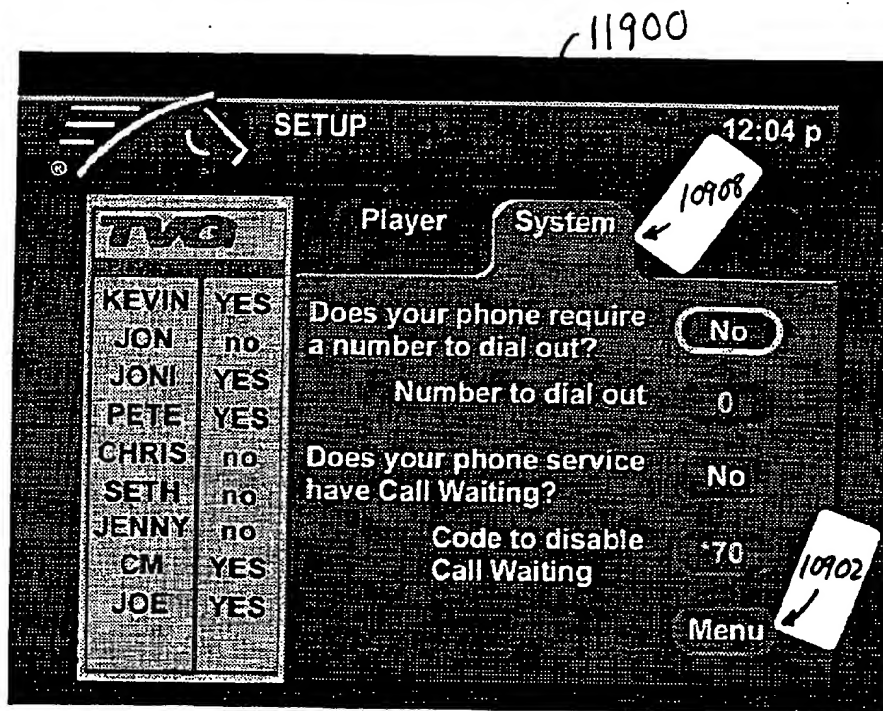 11900
SETUP
12:04 p
®
10908
Player
System
TVG
KEVIN YES
JON no
JONI YES
PETE YES
CHRIS no
SETH no
JENNY no
CM YES
JOE YES
Does your phone require
a number to dial out?
No
Number to dial out
0
Does your phone service
have Call Waiting?
No
Code to disable
Call Waiting
*70
10902
Menu